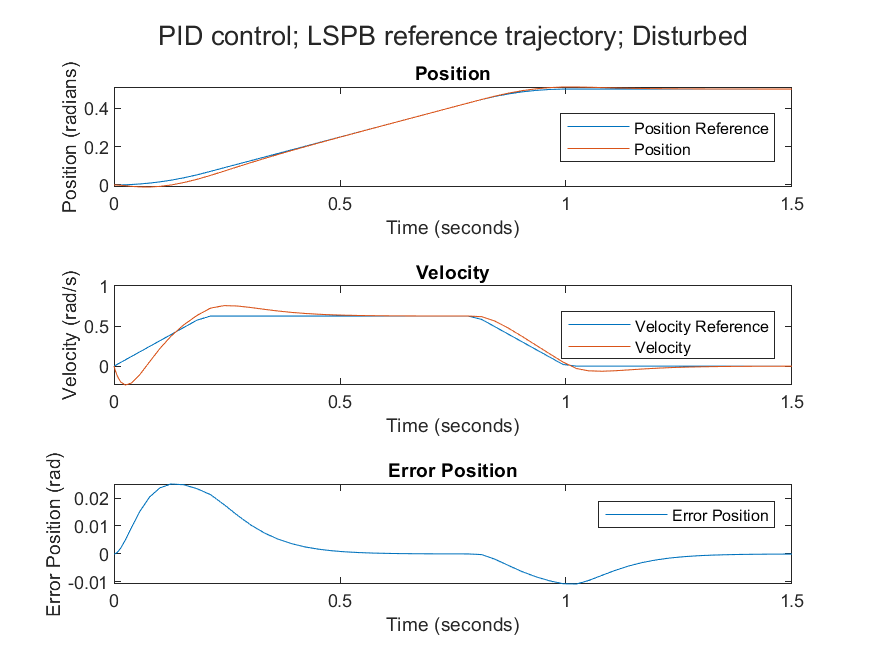 PID control; LSPB reference trajectory; Disturbed
Position
Position (radians)
0.4
0.2
0
Position Reference
Position
0 0.5 1 1.5
Time (seconds)
Velocity
Velocity (rad/s)
1
0.5
0
Velocity Reference
Velocity
0 0.5 1 1.5
Time (seconds)
Error Position
Error Position (rad)
0.02
0.01
0
-0.01
Error Position
0 0.5 1 1.5
Time (seconds)